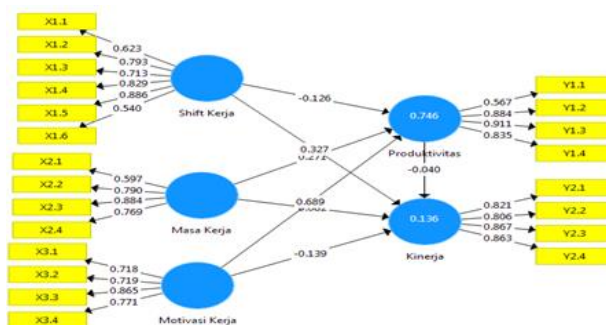 X1.1
X1.2
X1.3
X1.4
X1.5
X1.6
0.623
0.793
0.713
0.829
0.886
0.540
Shift Kerja
X2.1
X2.2
X2.3
X2.4
0.597
0.790
0.884
0.769
Masa Kerja
X3.1
X3.2
X3.3
X3.4
0.718
0.719
0.865
0.771
Motivasi Kerja
-0.126
0.327
0.271
0.689
-0.139
0.746
Produktivitas
-0.040
0.136
Kinerja
0.567
0.884
0.911
0.835
Y1.1
Y1.2
Y1.3
Y1.4
0.821
0.806
0.867
0.863
Y2.1
Y2.2
Y2.3
Y2.4